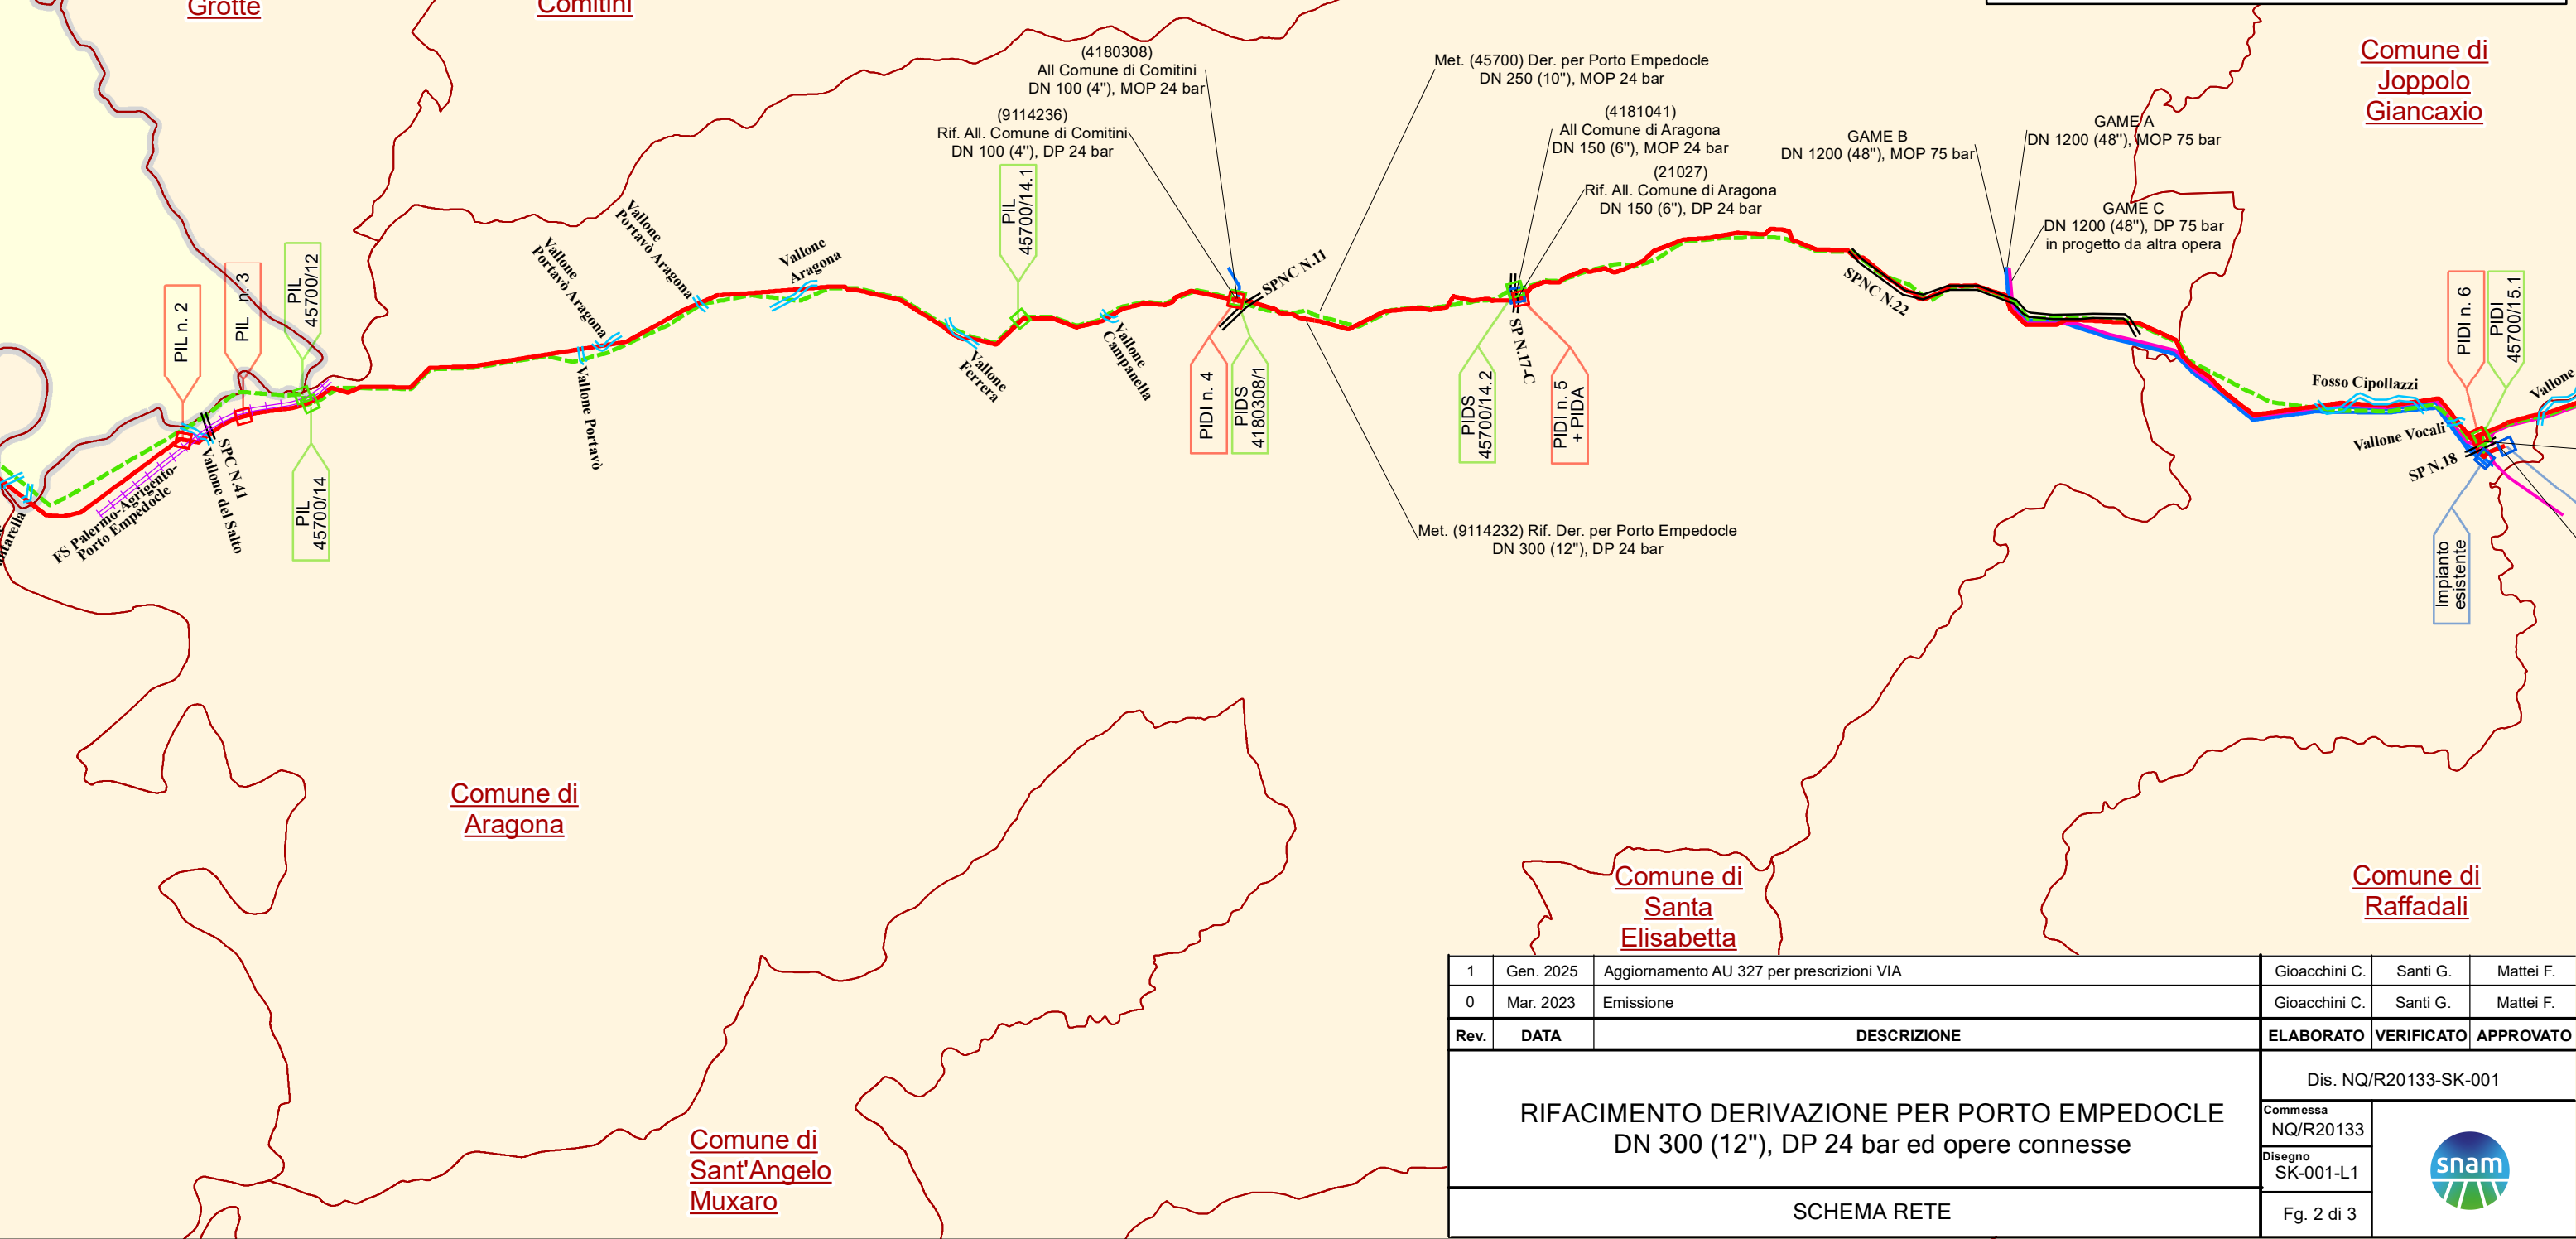 Grotte
Comitini
Comune di
Joppolo
Giancaxio
(4180308)
All Comune di Comitini
DN 100 (4"), MOP 24 bar
(9114236)
Rif. All. Comune di Comitini
DN 100 (4"), DP 24 bar
Met. (45700) Der. per Porto Empedocle
DN 250 (10"), MOP 24 bar
(4181041)
All Comune di Aragona
DN 150 (6"), MOP 24 bar
(21027)
Rif. All. Comune di Aragona
DN 150 (6"), DP 24 bar
GAME B
DN 1200 (48"), MOP 75 bar
GAME A
DN 1200 (48"), MOP 75 bar
GAME C
DN 1200 (48"), DP 75 bar
in progetto da altra opera
PIL n. 2
PIL n. 3
PIL
45700/12
PIL
45700/14
Vallone
Portavò Aragona
Vallone
Portavò Aragona
Vallone
Aragona
PIL
45700/14.1
Vallone Portavò
Vallone
Ferrera
Vallone
Campanella
SPNC N.11
PIDI n. 4
PIDS
4180308/1
PIDS
45700/14.2
PIDI n. 5
+ PIDA
SP N.17-C
SPNC N.22
Fosso Cipollazzi
Vallone Vocali
SP N.18
PIDI n. 6
PIDI
45700/15.1
Vallone
Impianto
esistente
SPC N.41
Vallone del Salto
FS Palermo-Agrigento-
Porto Empedocle
Met. (9114232) Rif. Der. per Porto Empedocle
DN 300 (12"), DP 24 bar
Comune di
Aragona
Comune di
Santa
Elisabetta
Comune di
Raffadali
Comune di
Sant'Angelo
Muxaro
1 Gen. 2025 Aggiornamento AU 327 per prescrizioni VIA Gioacchini C. Santi G. Mattei F.
0 Mar. 2023 Emissione Gioacchini C. Santi G. Mattei F.
Rev. DATA DESCRIZIONE ELABORATO VERIFICATO APPROVATO
RIFACIMENTO DERIVAZIONE PER PORTO EMPEDOCLE
DN 300 (12"), DP 24 bar ed opere connesse
SCHEMA RETE
Dis. NQ/R20133-SK-001
Commessa
NQ/R20133
Disegno
SK-001-L1
Fg. 2 di 3
snam